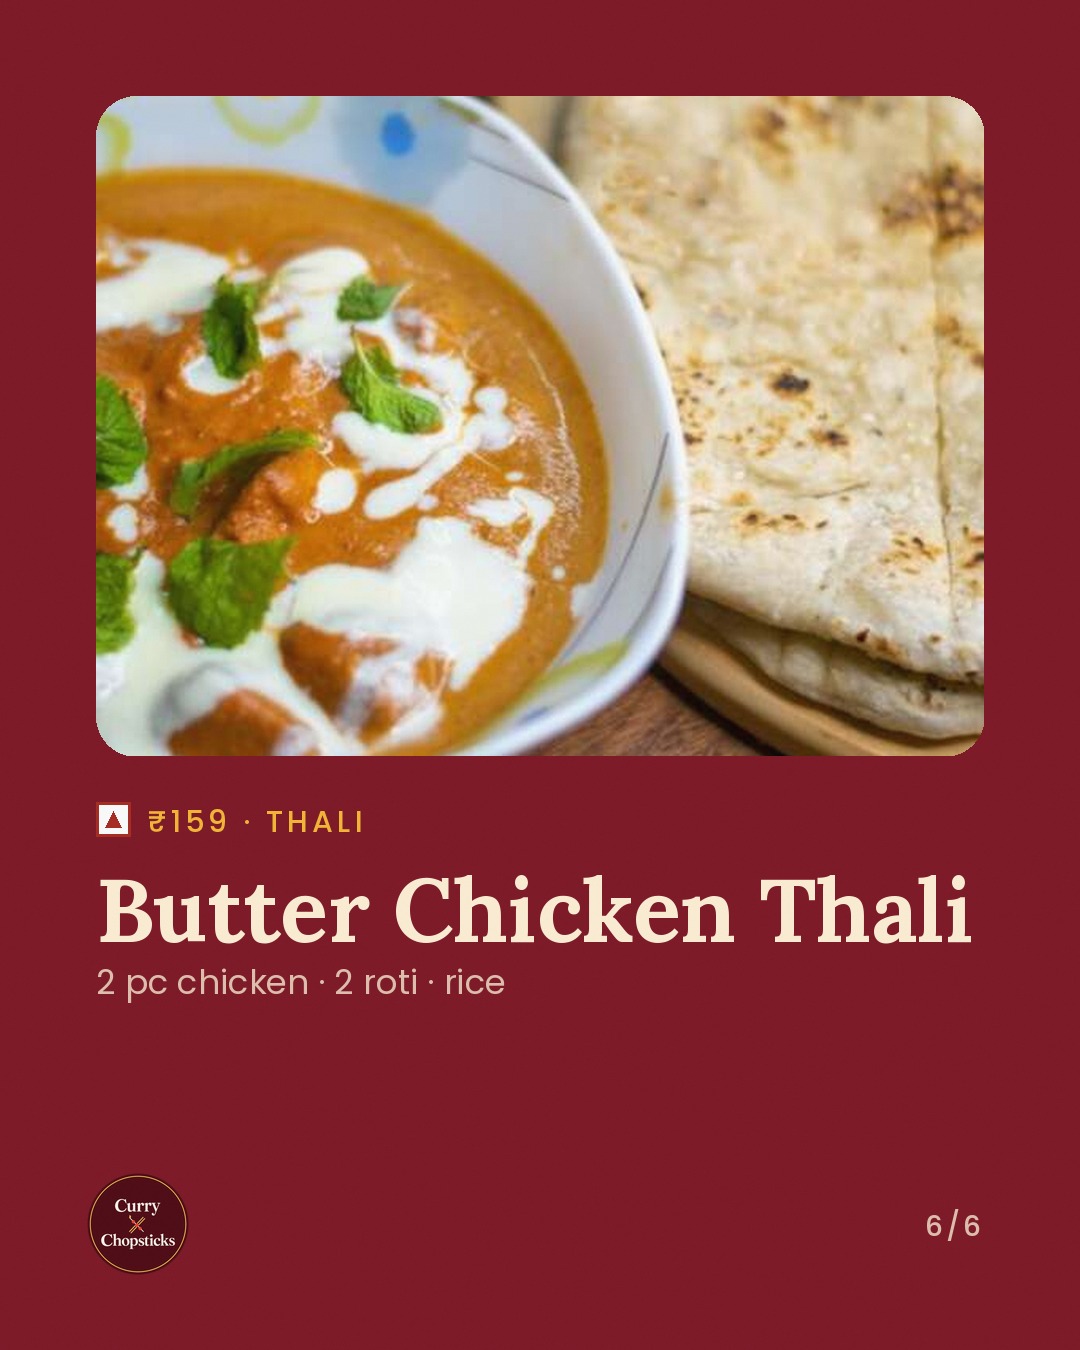 ₹159 · THALI
Butter Chicken Thali
2 pc chicken · 2 roti · rice
Curry
Chopsticks
6/6